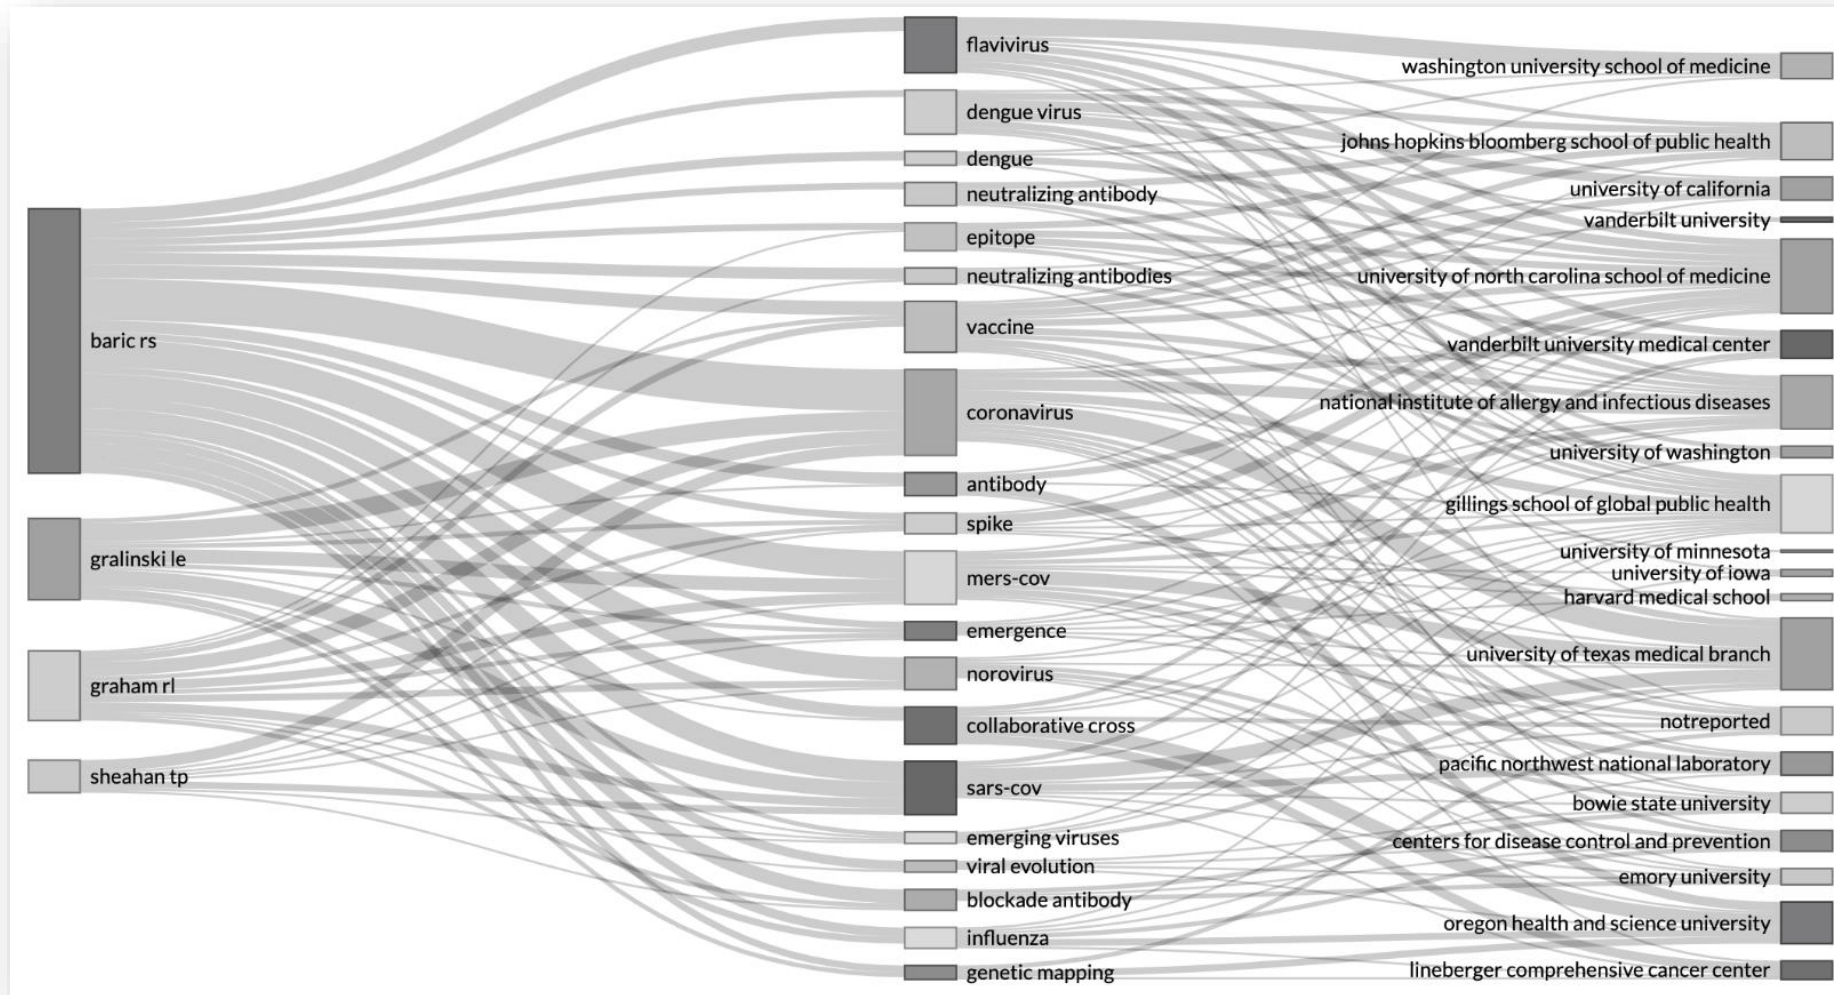 baric rs
gralinski le
graham rl
sheahan tp
flavivirus
dengue virus
dengue
neutralizing antibody
epitope
neutralizing antibodies
vaccine
coronavirus
antibody
spike
mers-cov
emergence
norovirus
collaborative cross
sars-cov
emerging viruses
viral evolution
blockade antibody
influenza
genetic mapping
washington university school of medicine
johns hopkins bloomberg school of public health
university of california
vanderbilt university
university of north carolina school of medicine
vanderbilt university medical center
national institute of allergy and infectious diseases
university of washington
gillings school of global public health
university of minnesota
university of iowa
harvard medical school
university of texas medical branch
notreported
pacific northwest national laboratory
bowie state university
centers for disease control and prevention
emory university
oregon health and science university
lineberger comprehensive cancer center